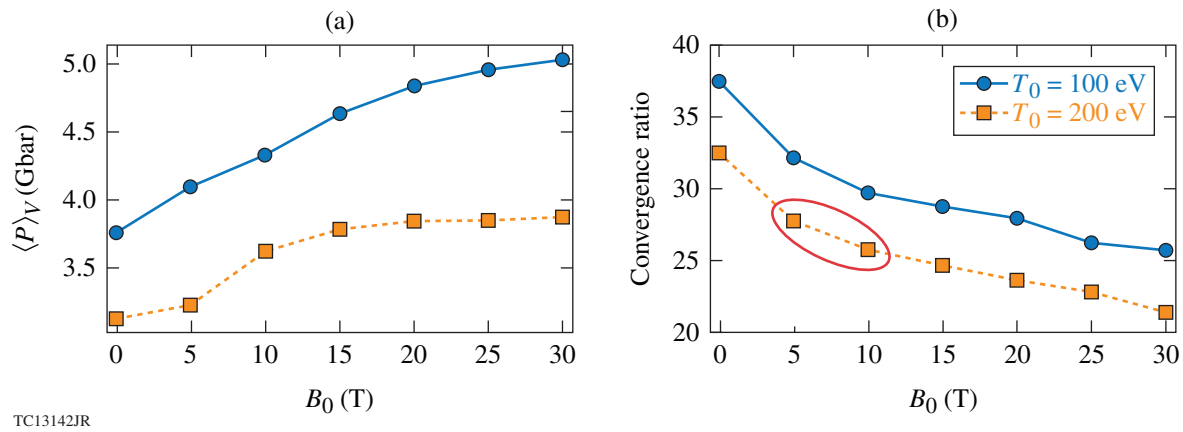 (a)
5.0
4.5
4.0
3.5
⟨P⟩V (Gbar)
0 5 10 15 20 25 30
B0 (T)
TC13142JR
(b)
40
35
30
25
20
Convergence ratio
T0 = 100 eV
T0 = 200 eV
0 5 10 15 20 25 30
B0 (T)